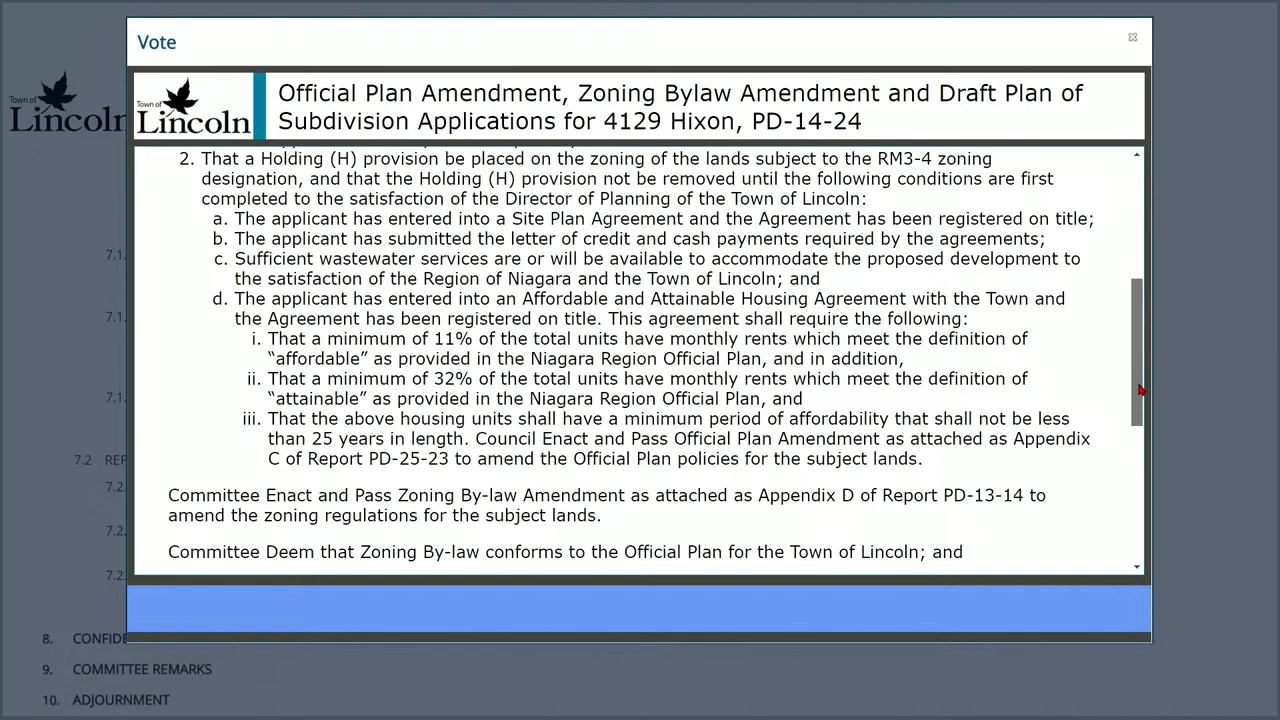 Vote
Town of
Lincoln
Town of
Lincoln
Official Plan Amendment, Zoning Bylaw Amendment and Draft Plan of
Subdivision Applications for 4129 Hixon, PD-14-24
2. That a Holding (H) provision be placed on the zoning of the lands subject to the RM3-4 zoning
designation, and that the Holding (H) provision not be removed until the following conditions are first
completed to the satisfaction of the Director of Planning of the Town of Lincoln:
a. The applicant has entered into a Site Plan Agreement and the Agreement has been registered on title;
b. The applicant has submitted the letter of credit and cash payments required by the agreements;
c. Sufficient wastewater services are or will be available to accommodate the proposed development to
the satisfaction of the Region of Niagara and the Town of Lincoln; and
d. The applicant has entered into an Affordable and Attainable Housing Agreement with the Town and
the Agreement has been registered on title. This agreement shall require the following:
i. That a minimum of 11% of the total units have monthly rents which meet the definition of
“affordable” as provided in the Niagara Region Official Plan, and in addition,
ii. That a minimum of 32% of the total units have monthly rents which meet the definition of
“attainable” as provided in the Niagara Region Official Plan, and
iii. That the above housing units shall have a minimum period of affordability that shall not be less
than 25 years in length. Council Enact and Pass Official Plan Amendment as attached as Appendix
C of Report PD-25-23 to amend the Official Plan policies for the subject lands.
Committee Enact and Pass Zoning By-law Amendment as attached as Appendix D of Report PD-13-14 to
amend the zoning regulations for the subject lands.
Committee Deem that Zoning By-law conforms to the Official Plan for the Town of Lincoln; and
7.1.
7.1.
7.1.
7.2 REF
7.2.
7.2.
7.2.
8. CONFIDE
9. COMMITTEE REMARKS
10. ADJOURNMENT